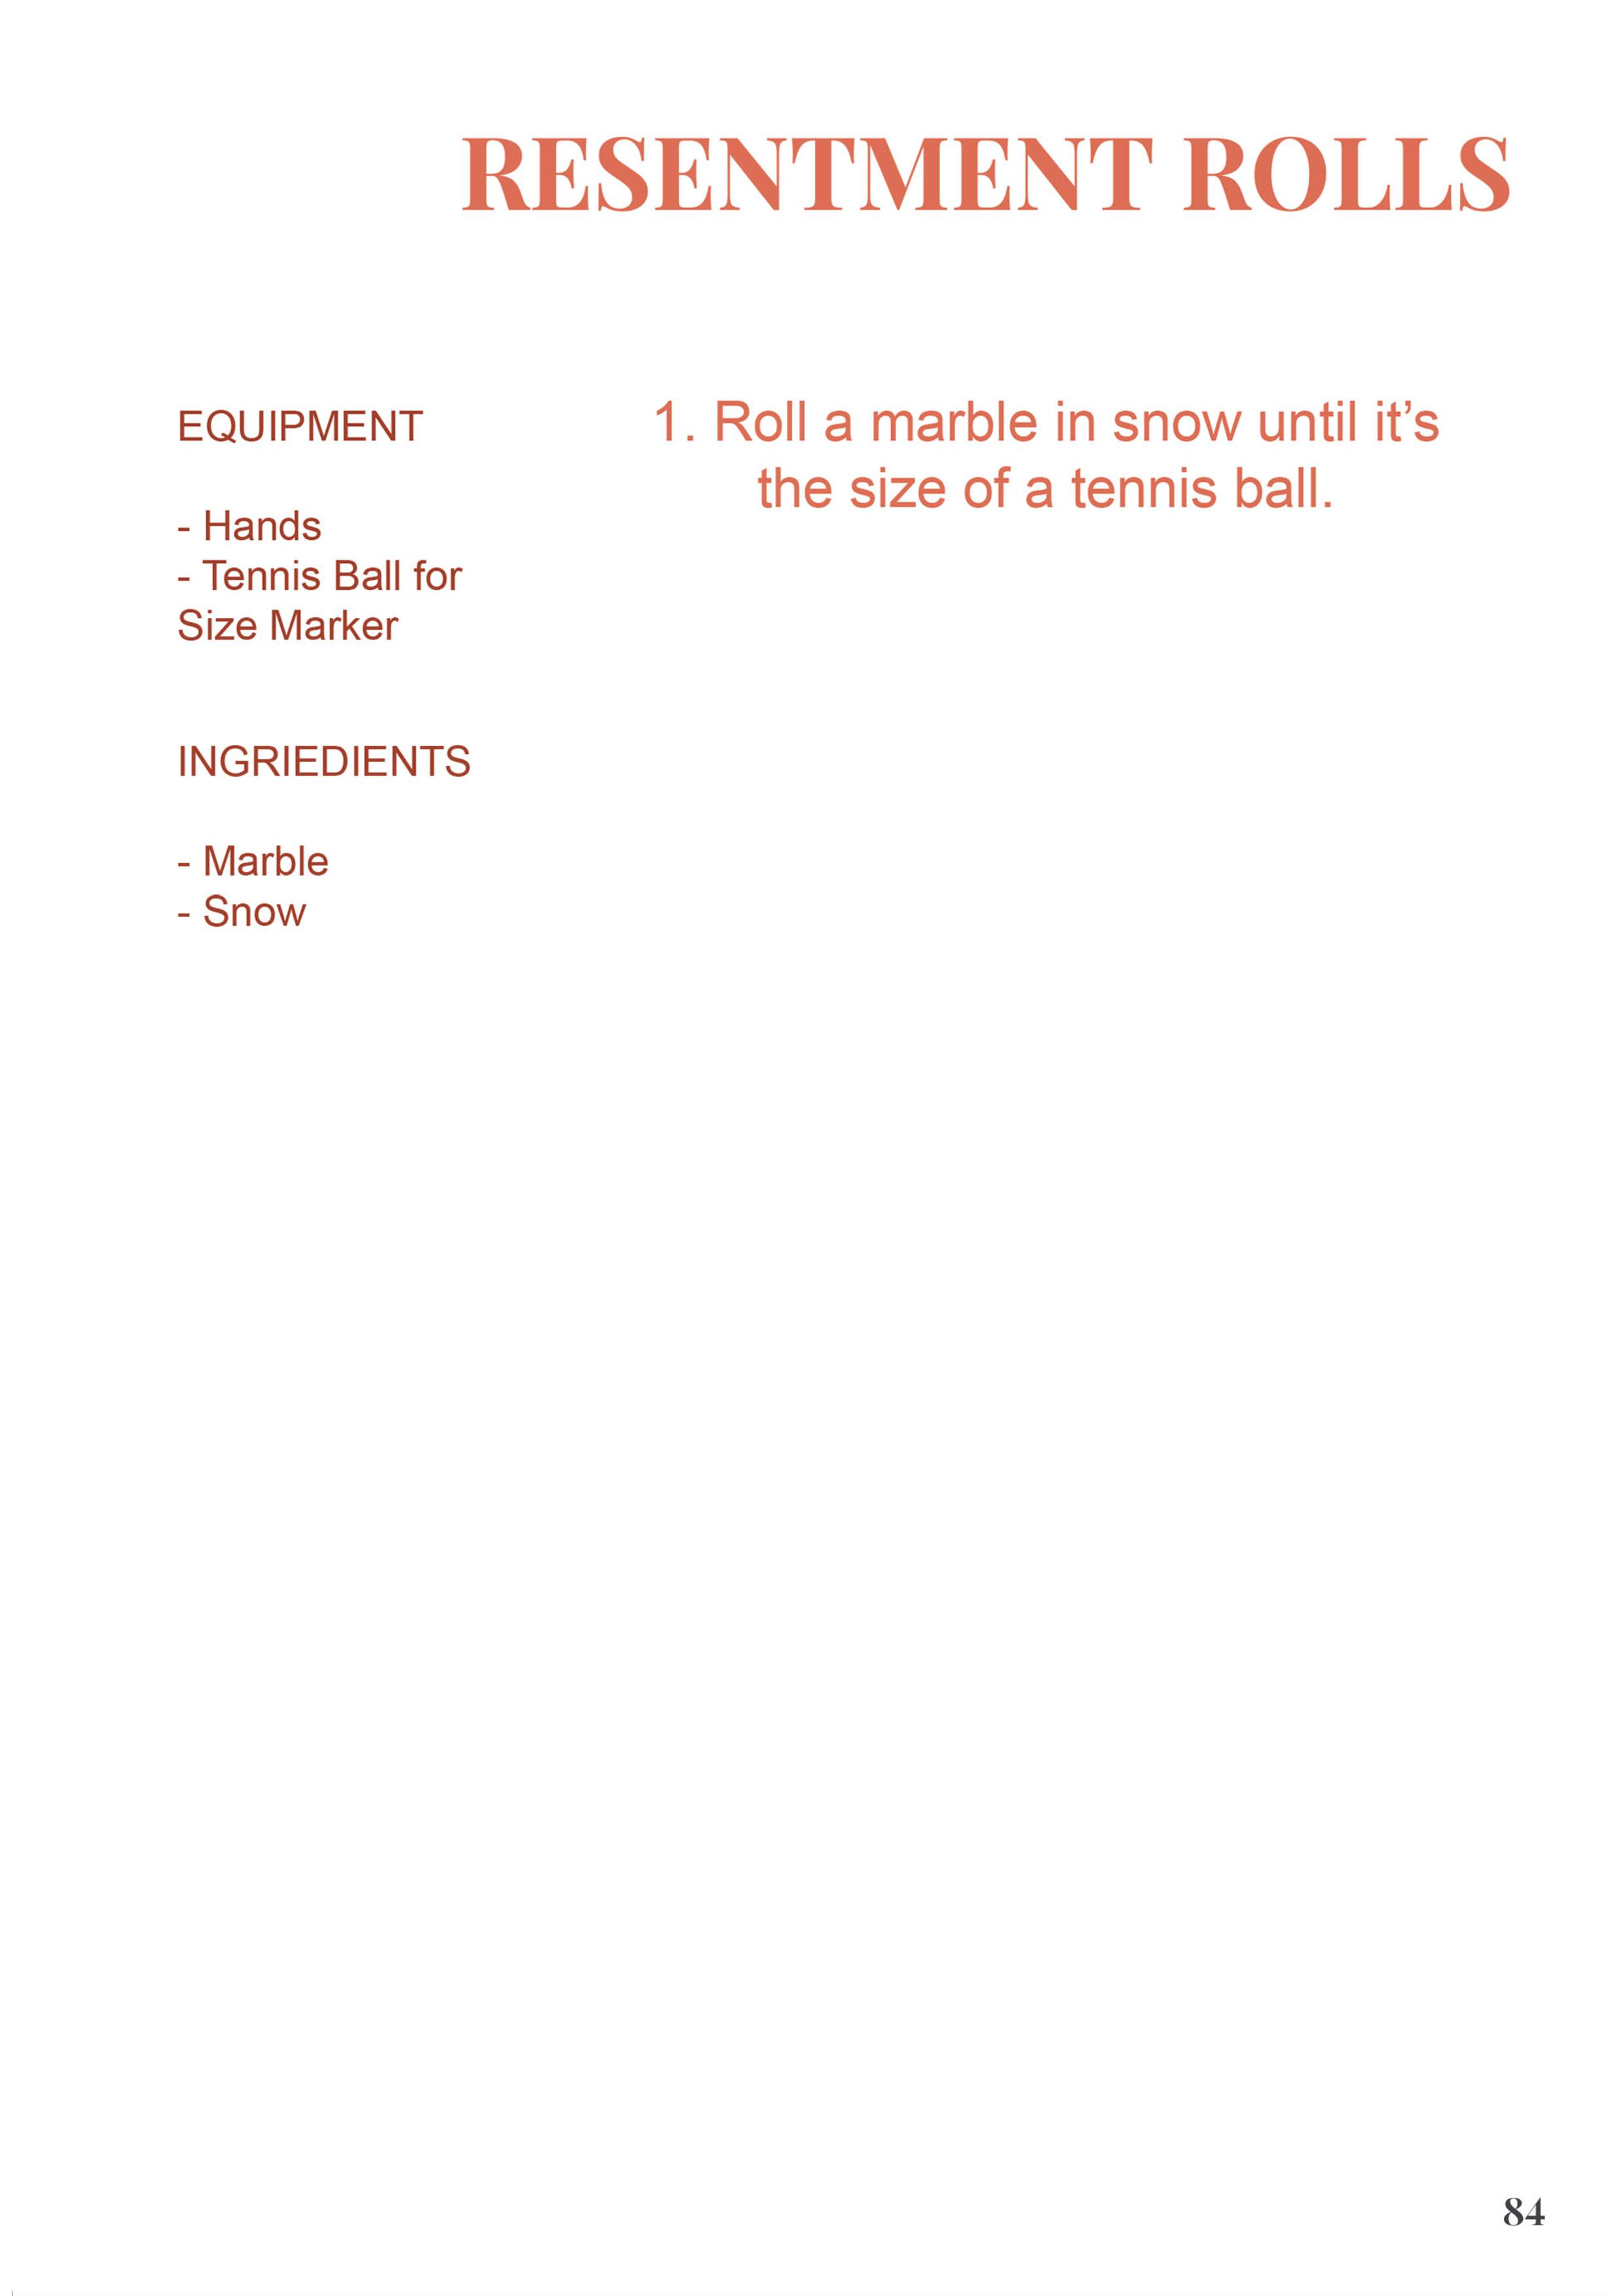 RESENTMENT ROLLS
EQUIPMENT
- Hands
- Tennis Ball for
Size Marker
INGRIEDIENTS
- Marble
- Snow
1. Roll a marble in snow until it’s
the size of a tennis ball.
84